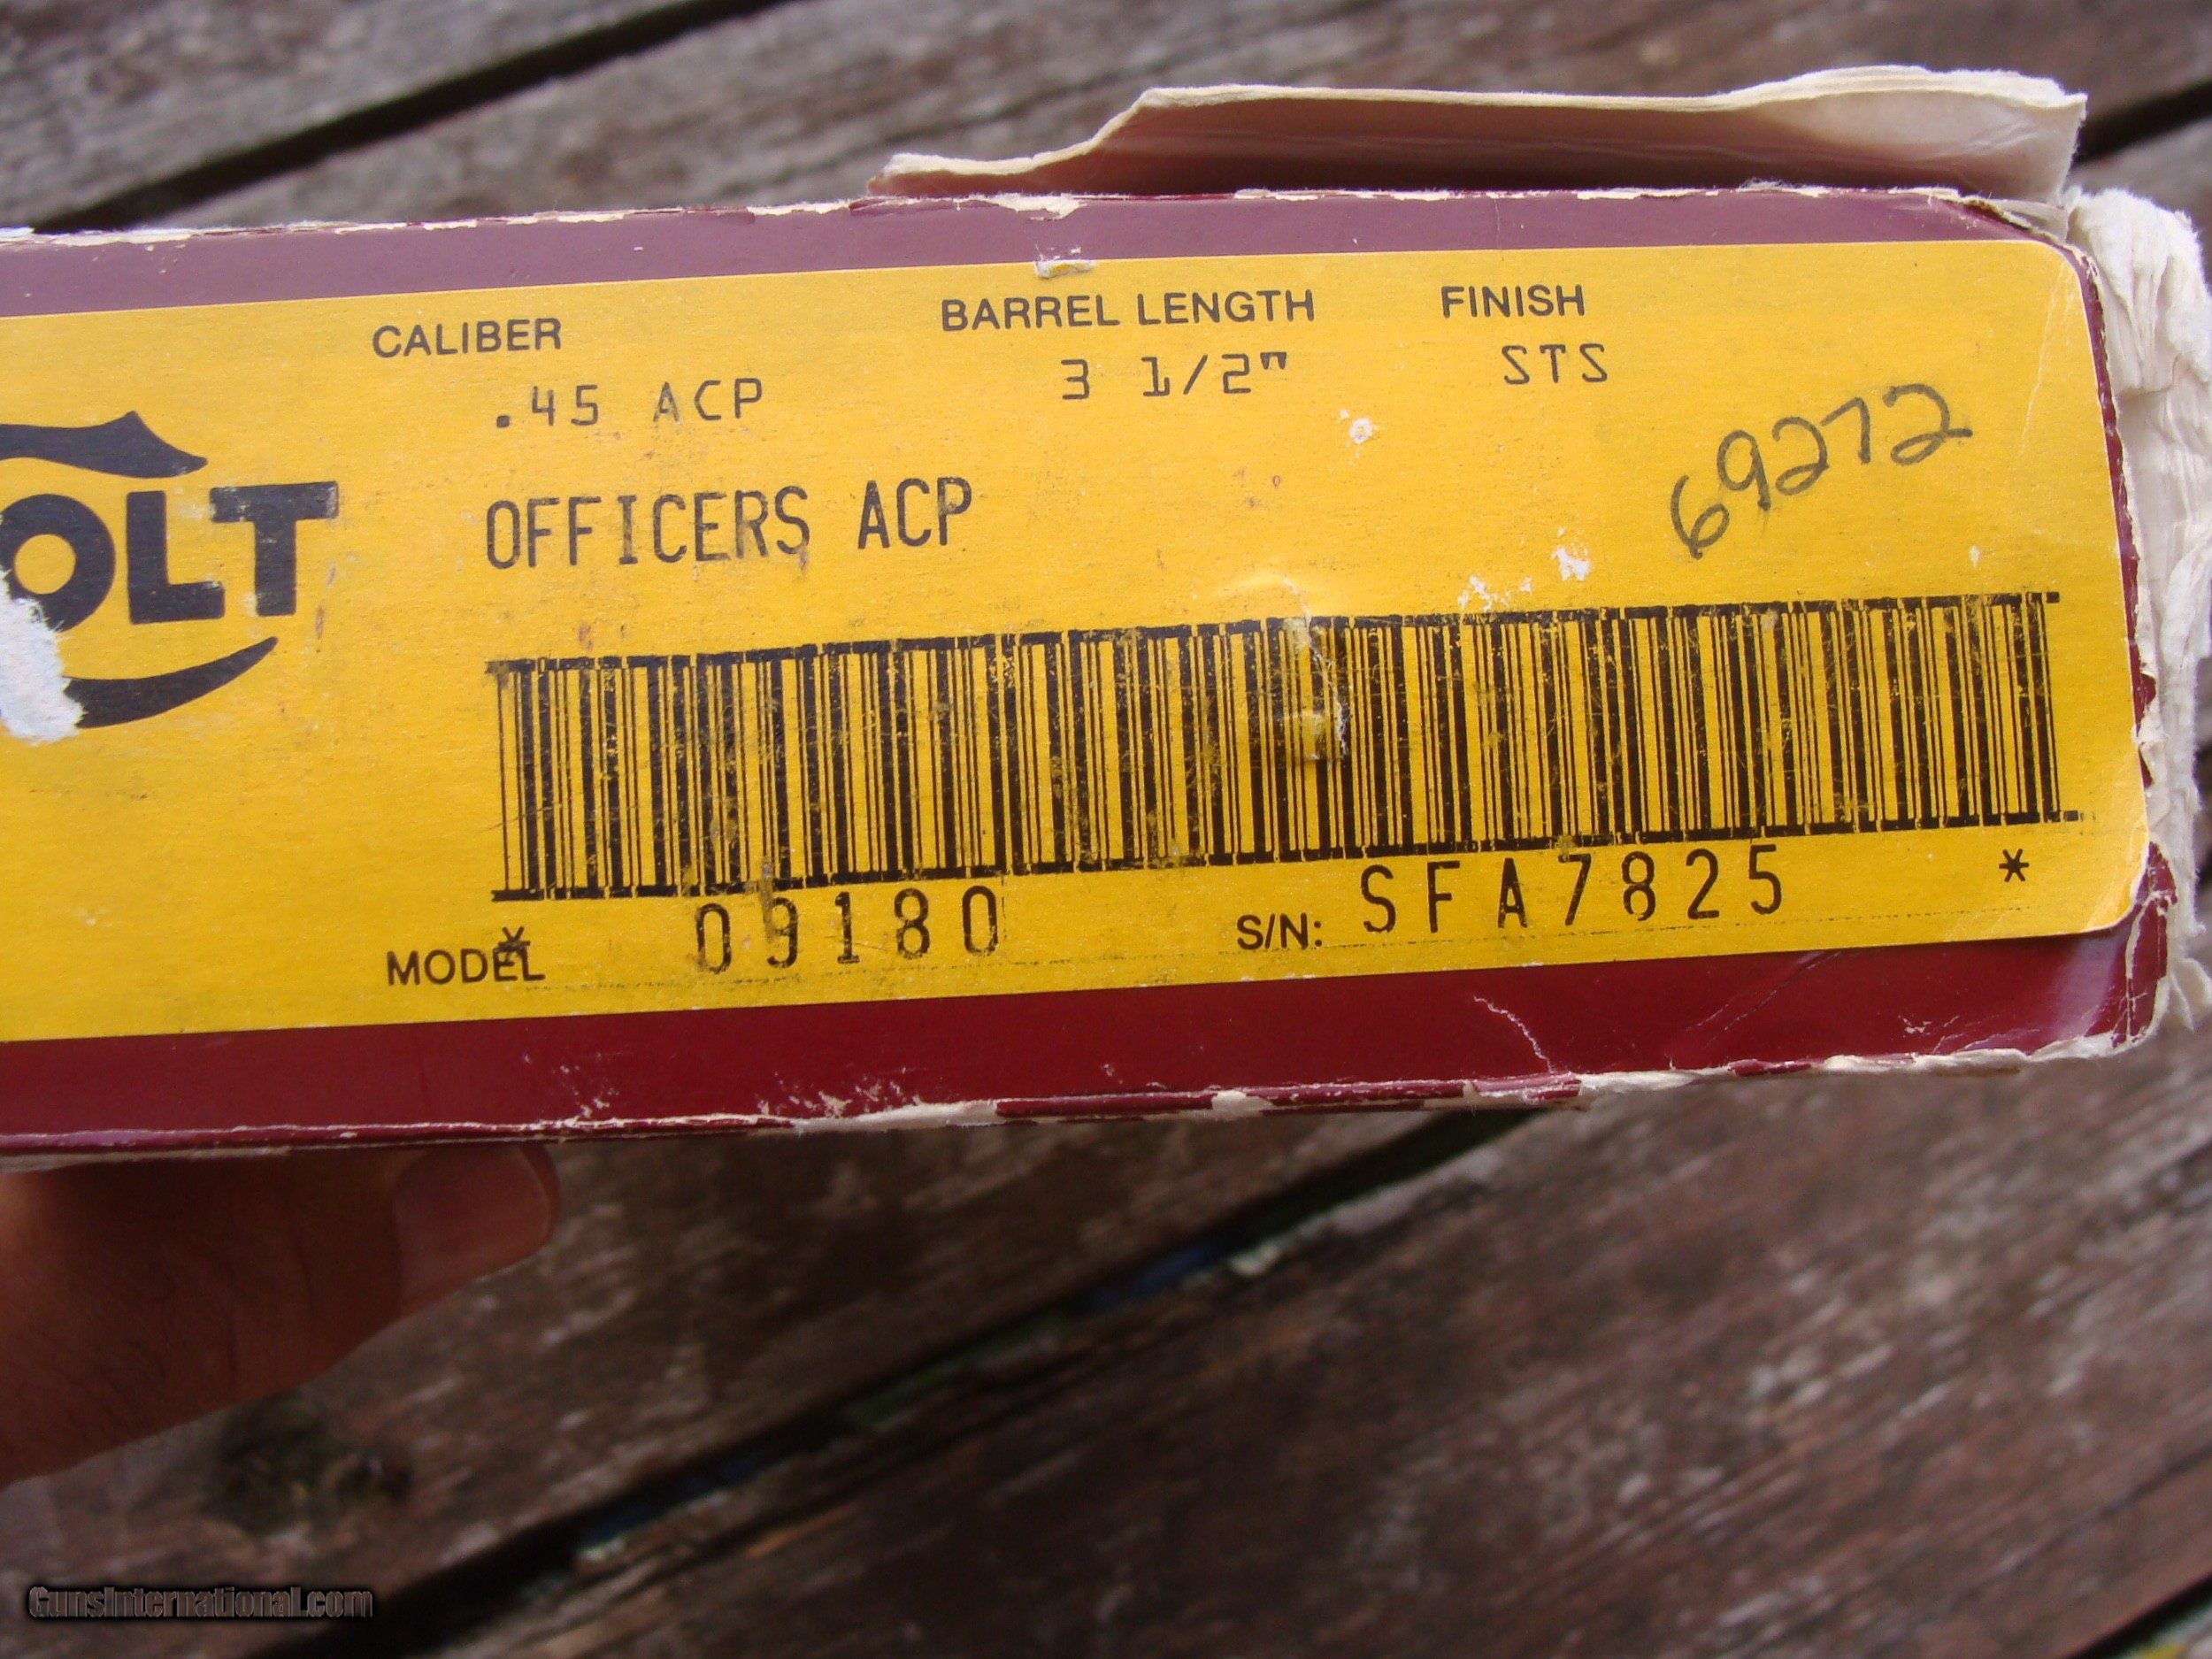 CALIBER BARREL LENGTH FINISH
.45 ACP 3 1/2" STS
69272
OLT
OFFICERS ACP
* 09180 SFA7825 *
MODEL S/N:
GunsInternational.com